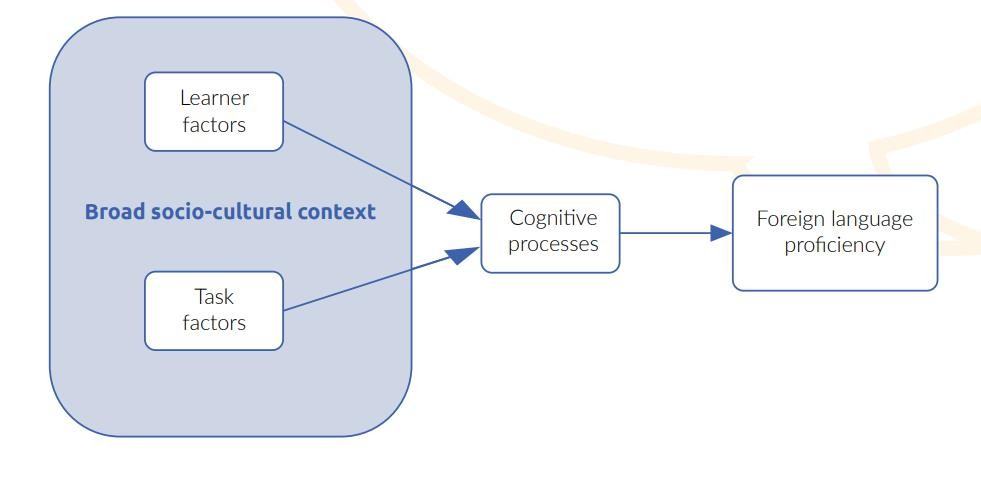 Learner
factors
Broad socio-cultural context
Task
factors
Cognitive
processes
Foreign language
proficiency